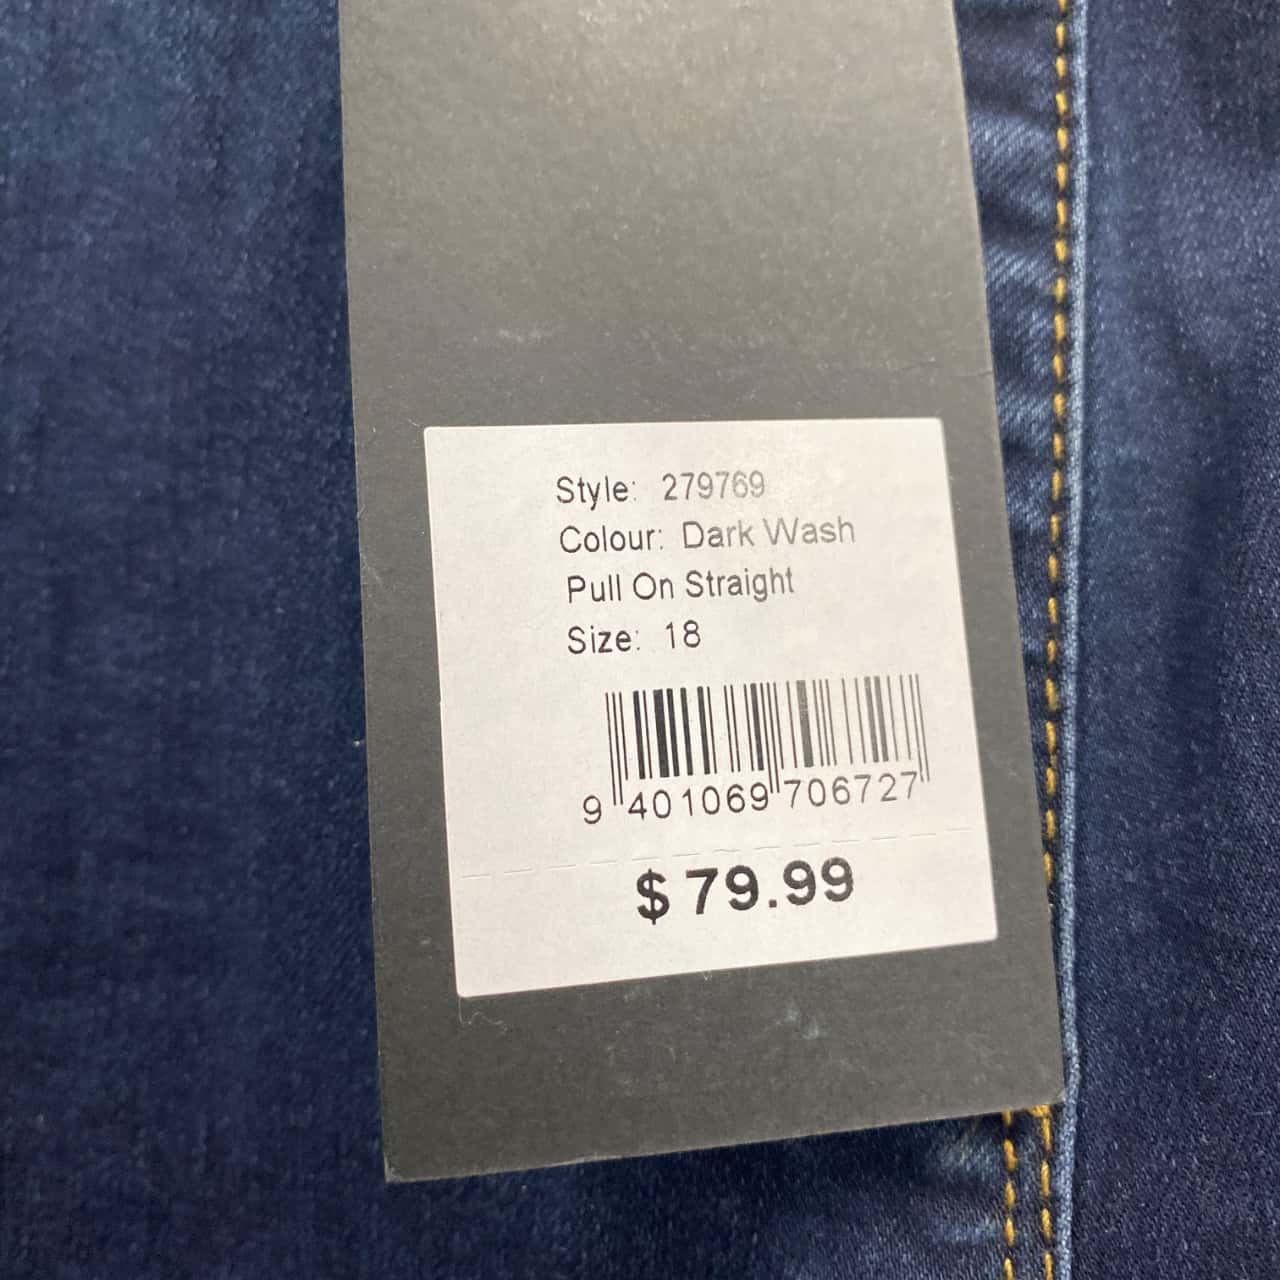 Style: 279769
Colour: Dark Wash
Pull On Straight
Size: 18
9 401069 706727
$ 79.99